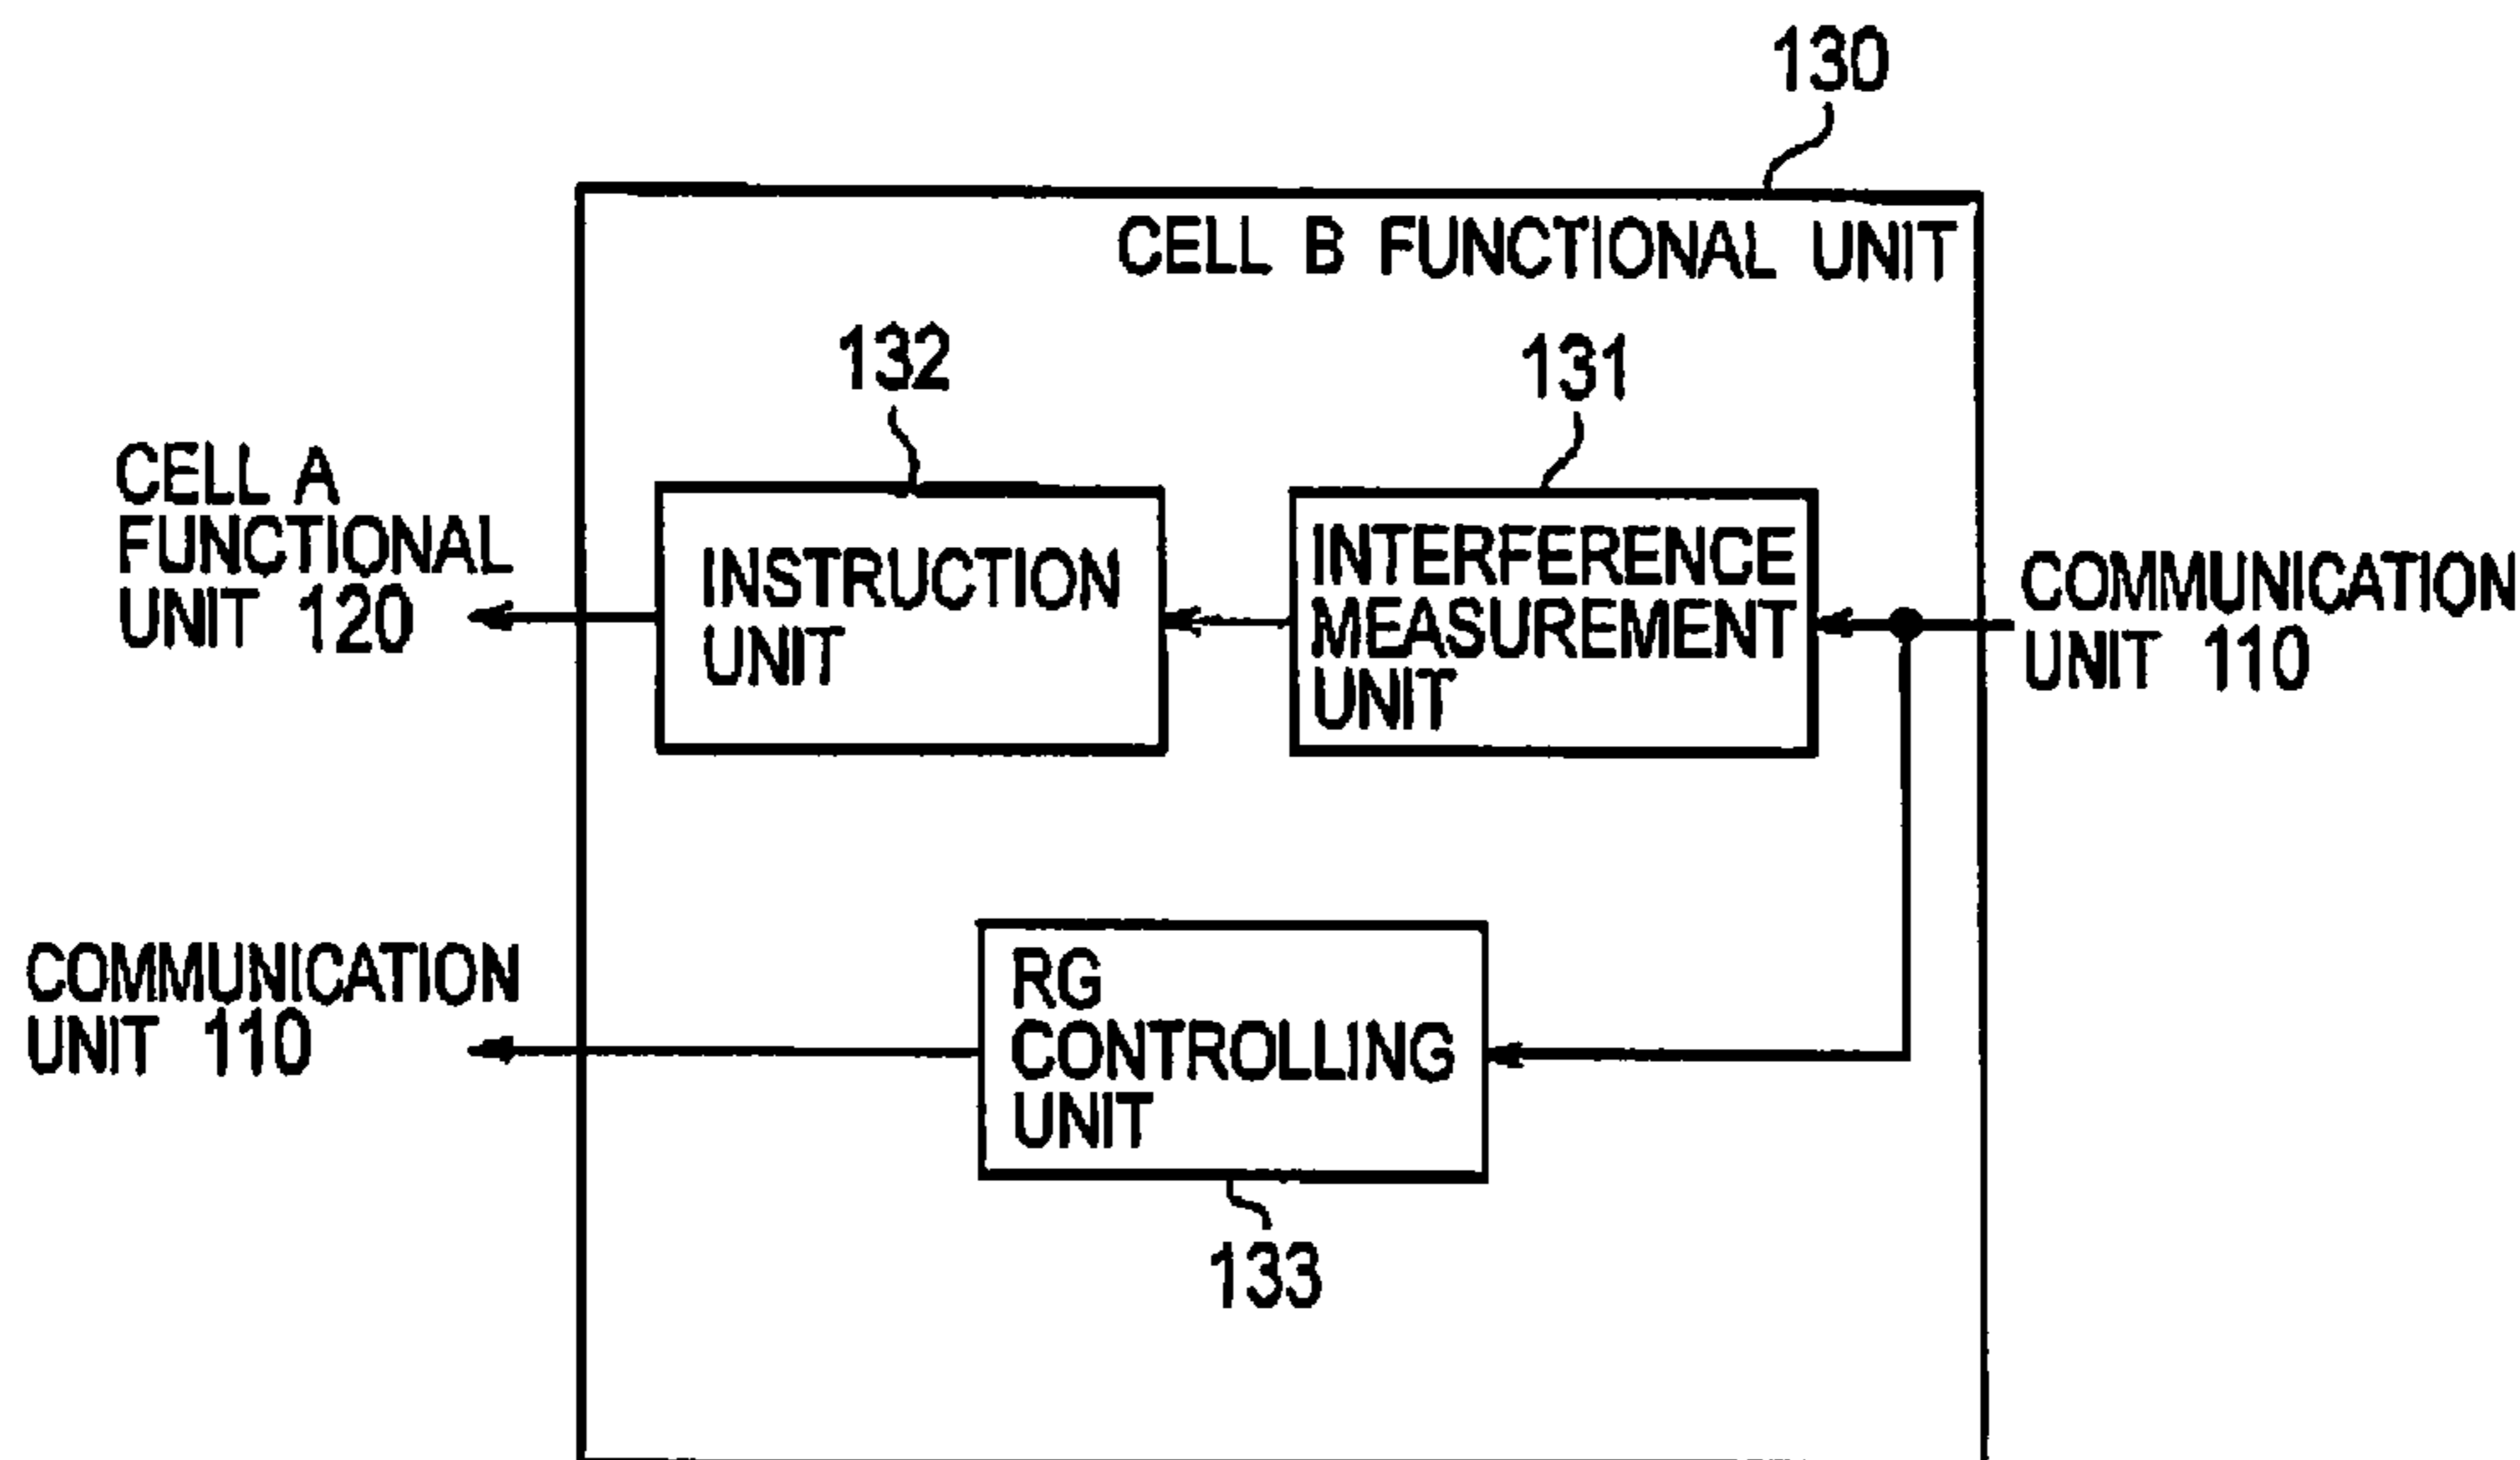 130
CELL B FUNCTIONAL UNIT
132
131
CELL A
FUNCTIONAL
UNIT 120
INSTRUCTION
UNIT
INTERFERENCE
MEASUREMENT
UNIT
COMMUNICATION
UNIT 110
COMMUNICATION
UNIT 110
RG
CONTROLLING
UNIT
133